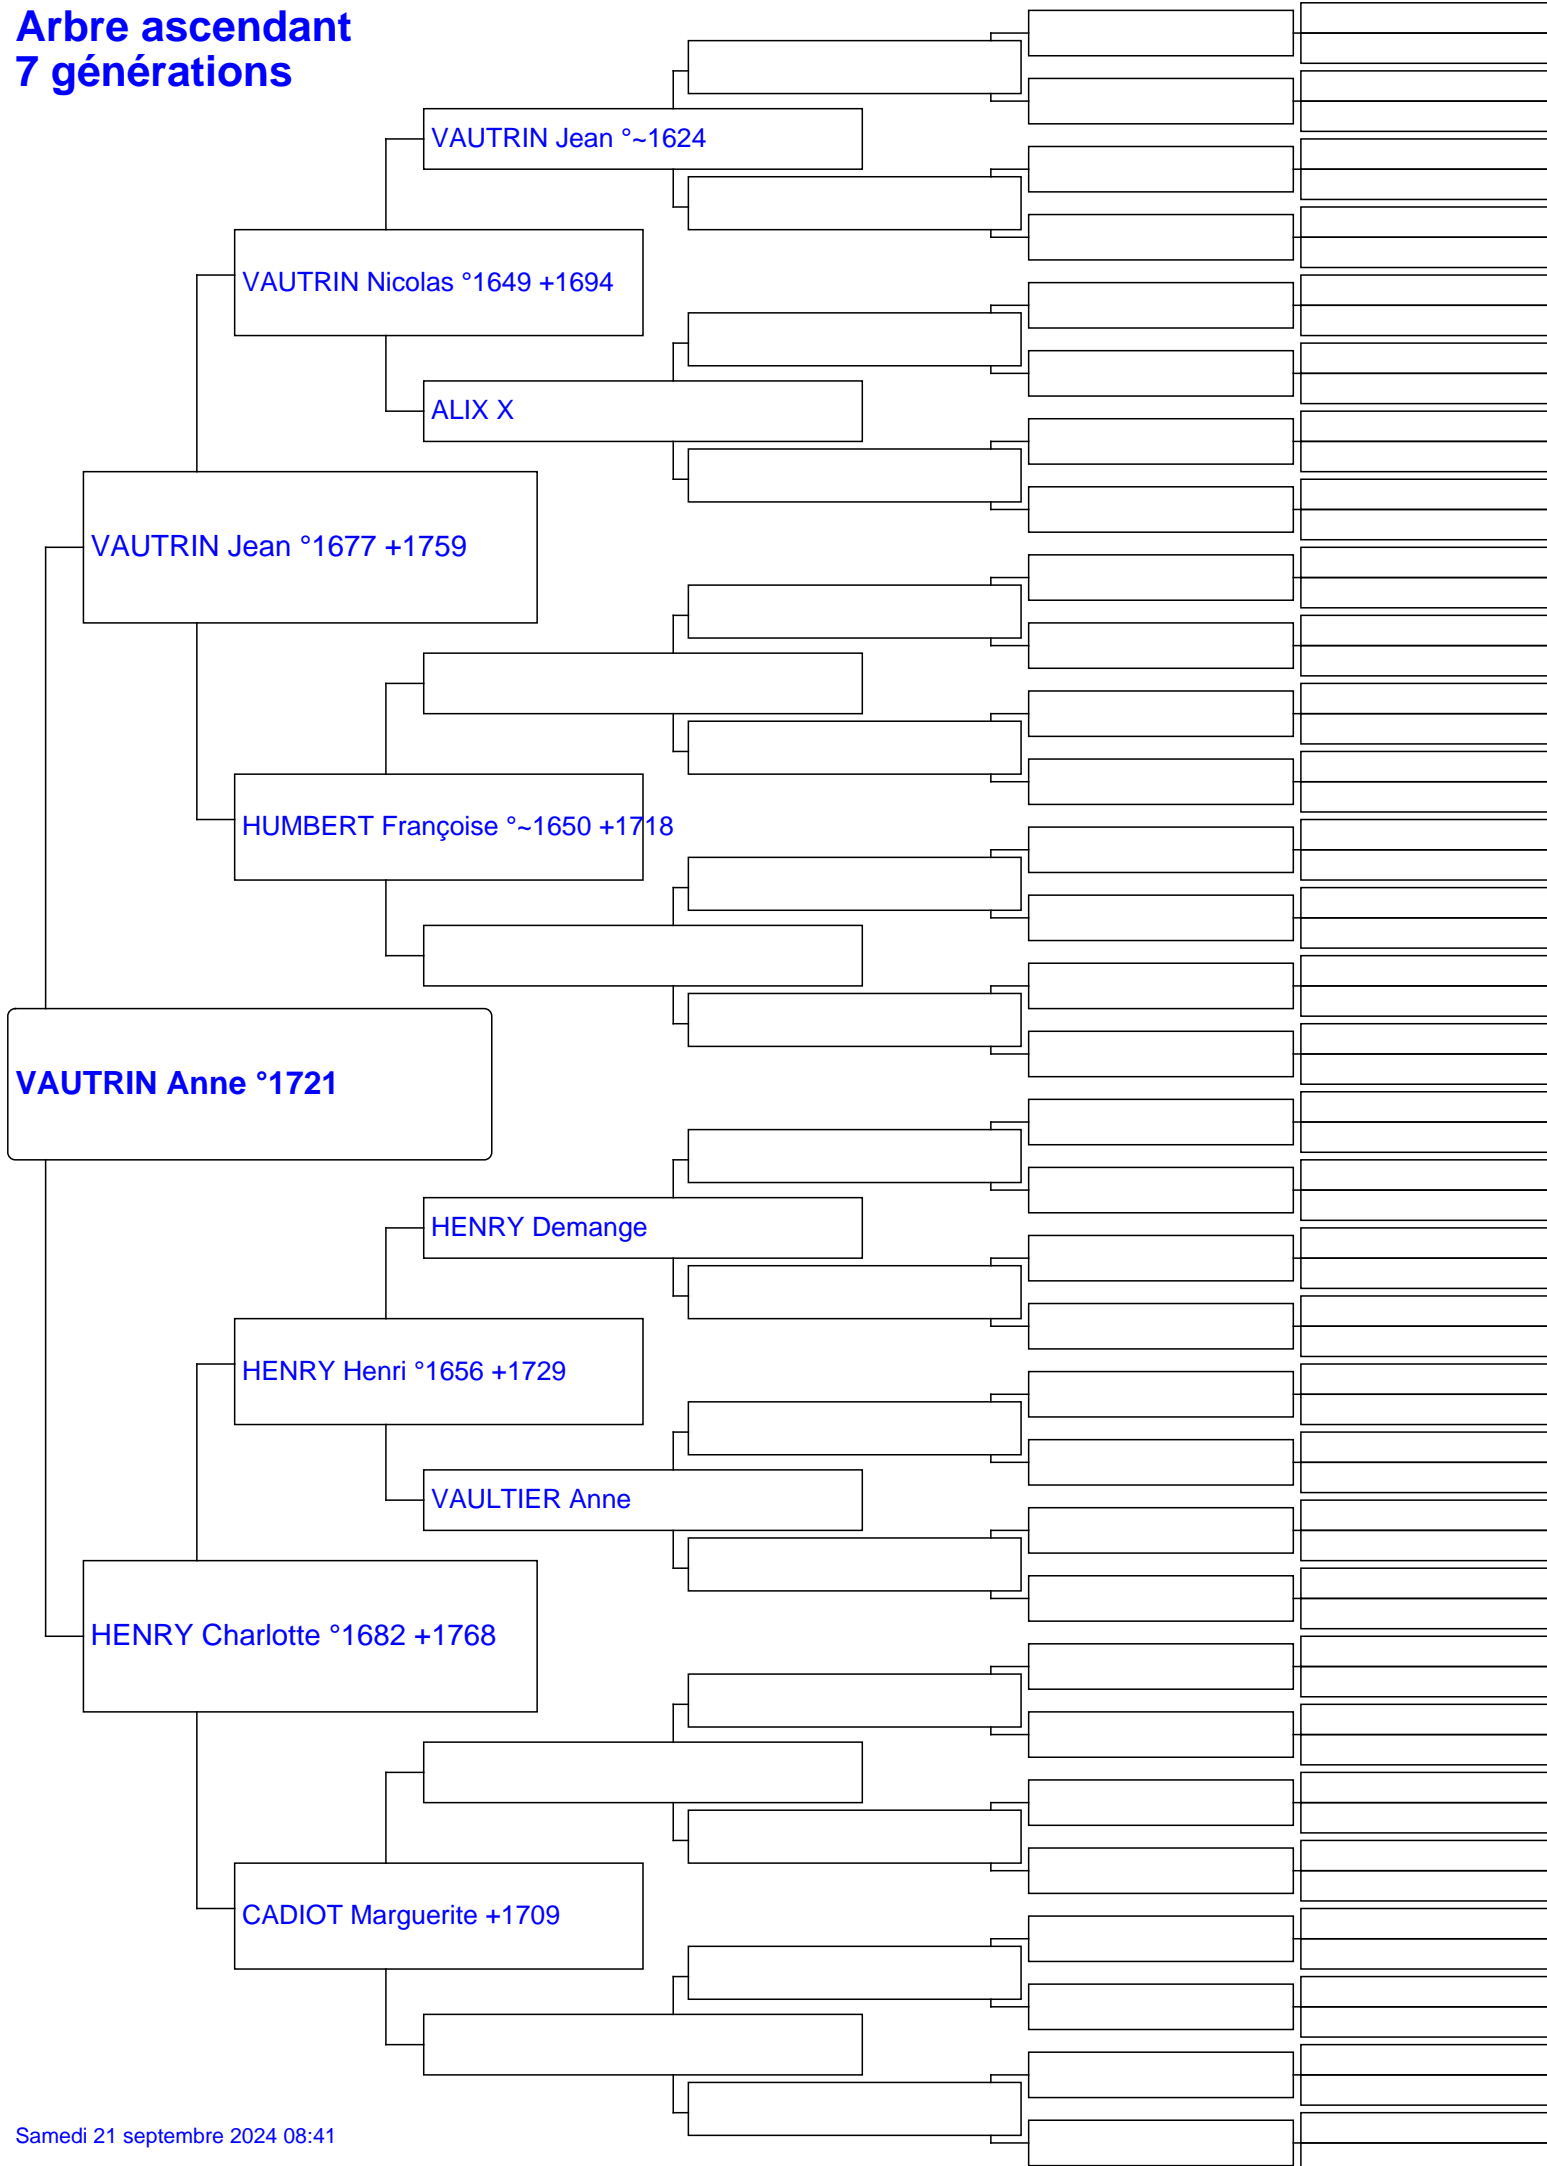 Arbre ascendant
7 générations
VAUTRIN Jean °~1624
VAUTRIN Nicolas °1649 +1694
ALIX X
VAUTRIN Jean °1677 +1759
HUMBERT Françoise °~1650 +1718
VAUTRIN Anne °1721
HENRY Demange
HENRY Henri °1656 +1729
VAULTIER Anne
HENRY Charlotte °1682 +1768
CADIOT Marguerite +1709
Samedi 21 septembre 2024 08:41